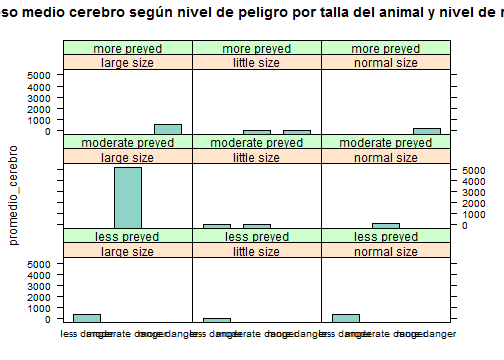 eso medio cerebro según nivel de peligro por talla del animal y nivel de r
more preyed more preyed more preyed
large size little size normal size
5000
4000
3000
2000
1000
0
moderate preyed moderate preyed moderate preyed
large size little size normal size
5000
4000
3000
2000
1000
0
less preyed less preyed less preyed
large size little size normal size
5000
4000
3000
2000
1000
0
promedio_cerebro
less danger moderate danger more danger less danger moderate danger more danger less danger moderate danger more danger